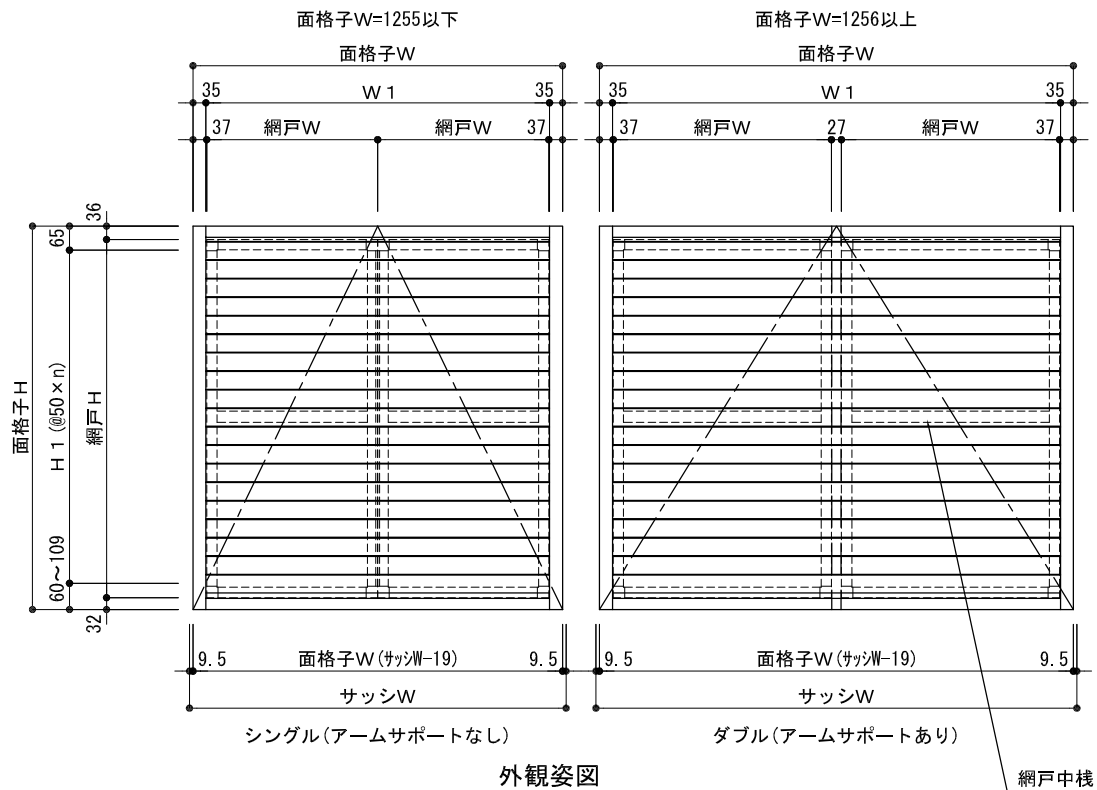 面格子W=1255以下
面格子W=1256以上
面格子W
面格子W
35 W1 35
35 W1 35
37 網戸W 網戸W 37
37 網戸W 27 網戸W 37
36
65
面格子H
H1(@50×n)
網戸H
60〜109
32
9.5 面格子W(サッシW-19) 9.5
9.5 面格子W(サッシW-19) 9.5
サッシW
サッシW
シングル(アームサポートなし)
ダブル(アームサポートあり)
外観姿図
網戸中桟